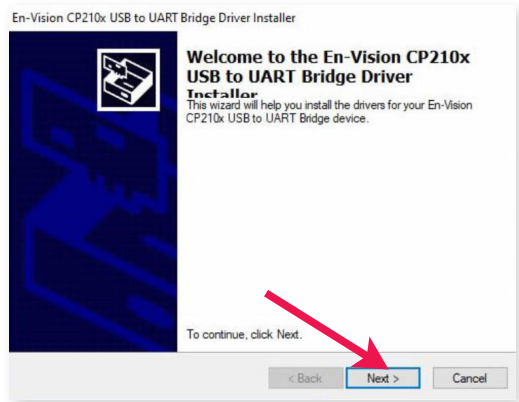 En-Vision CP210x USB to UART Bridge Driver Installer
Welcome to the En-Vision CP210x
USB to UART Bridge Driver
Installer
This wizard will help you install the drivers for your En-Vision
CP210x USB to UART Bridge device.
To continue, click Next.
< Back
Next >
Cancel